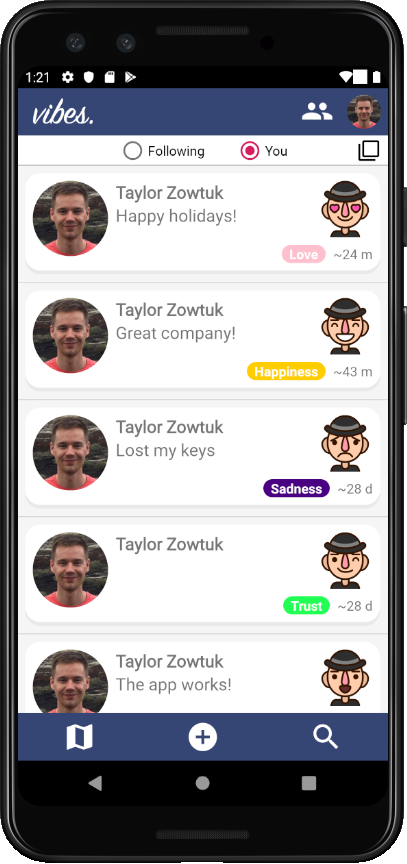 1:21
vibes.
Following
You
Taylor Zowtuk
Happy holidays!
Love ~24 m
Taylor Zowtuk
Great company!
Happiness ~43 m
Taylor Zowtuk
Lost my keys
Sadness ~28 d
Taylor Zowtuk
Trust ~28 d
Taylor Zowtuk
The app works!